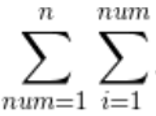 n num
∑ ∑
num=1 i=1